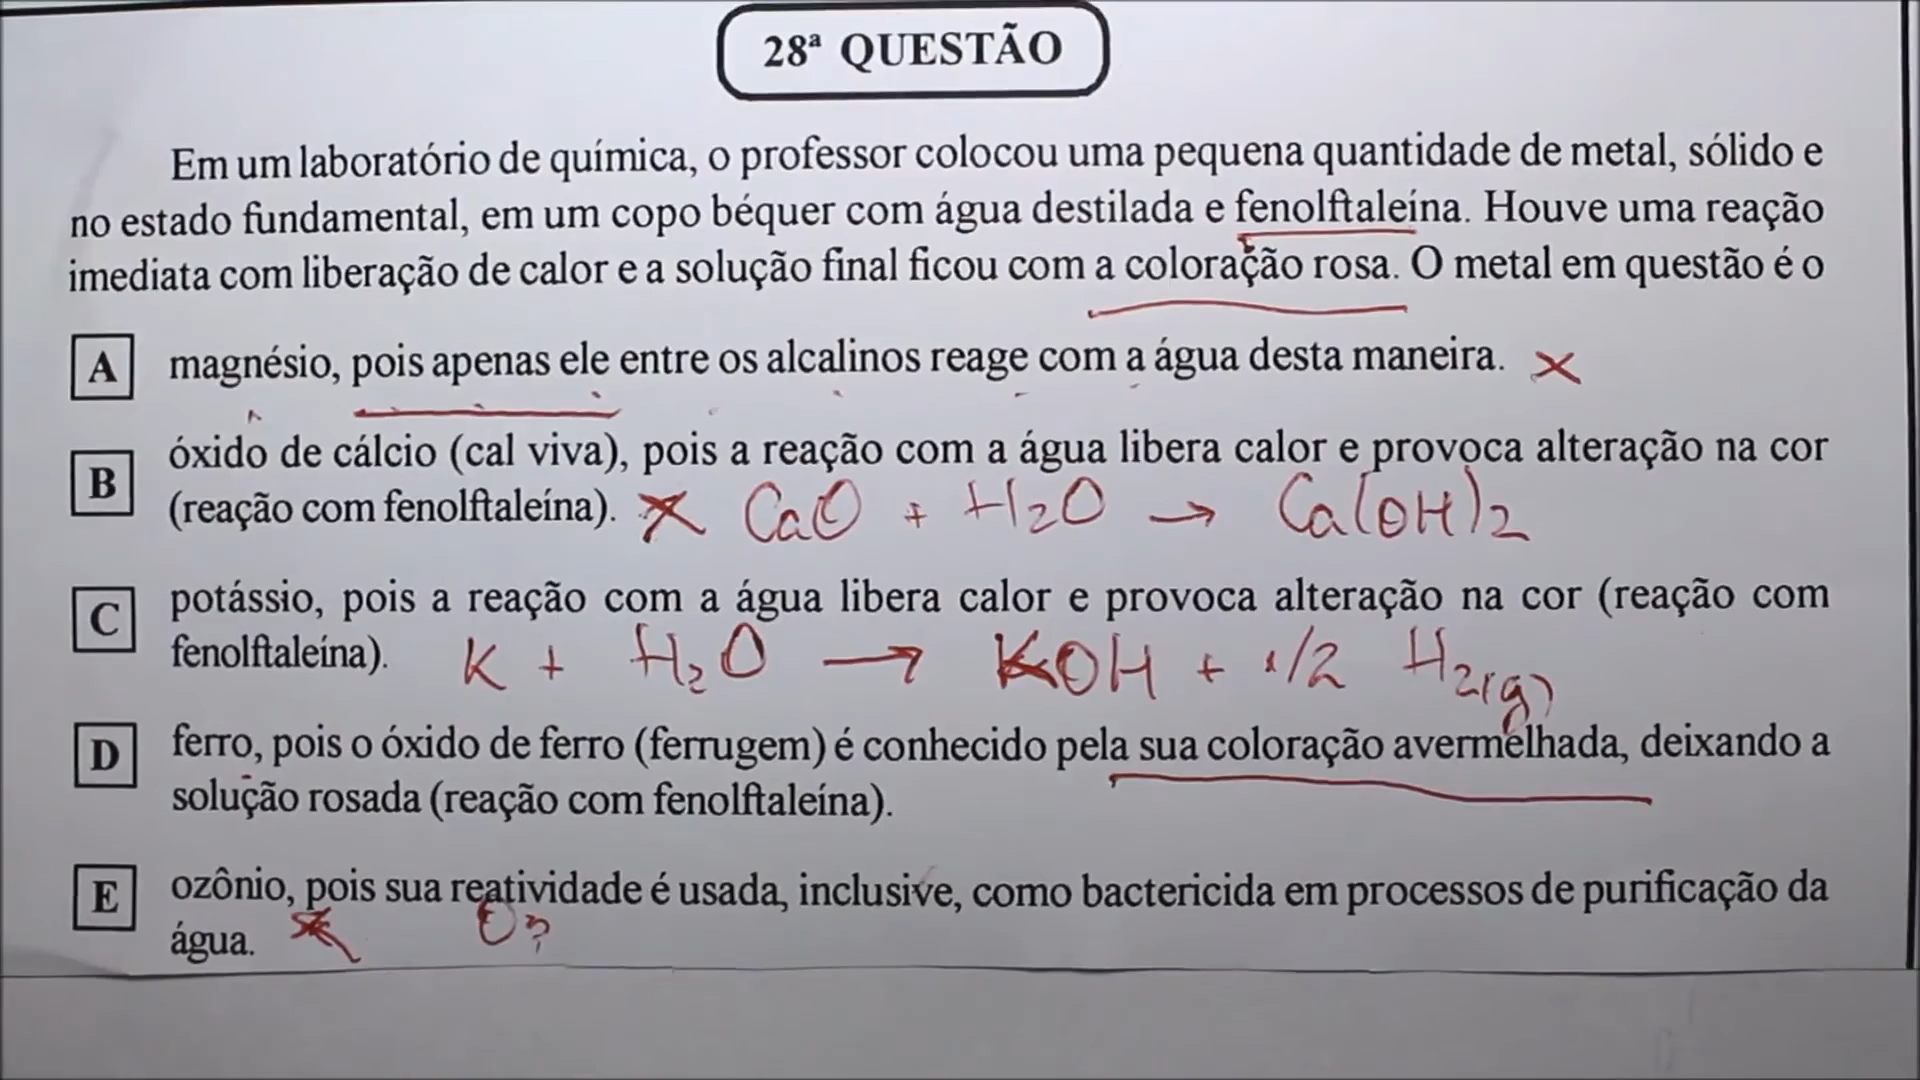 28ª QUESTÃO
Em um laboratório de química, o professor colocou uma pequena quantidade de metal, sólido e
no estado fundamental, em um copo béquer com água destilada e fenolftaleína. Houve uma reação
imediata com liberação de calor e a solução final ficou com a coloração rosa. O metal em questão é o
A magnésio, pois apenas ele entre os alcalinos reage com a água desta maneira. X
B óxido de cálcio (cal viva), pois a reação com a água libera calor e provoca alteração na cor
(reação com fenolftaleína). X CaO + H2O → Ca(OH)2
C potássio, pois a reação com a água libera calor e provoca alteração na cor (reação com
fenolftaleína). K + H2O → KOH + 1/2 H2(g)
D ferro, pois o óxido de ferro (ferrugem) é conhecido pela sua coloração avermelhada, deixando a
solução rosada (reação com fenolftaleína).
E ozônio, pois sua reatividade é usada, inclusive, como bactericida em processos de purificação da
água. X O3